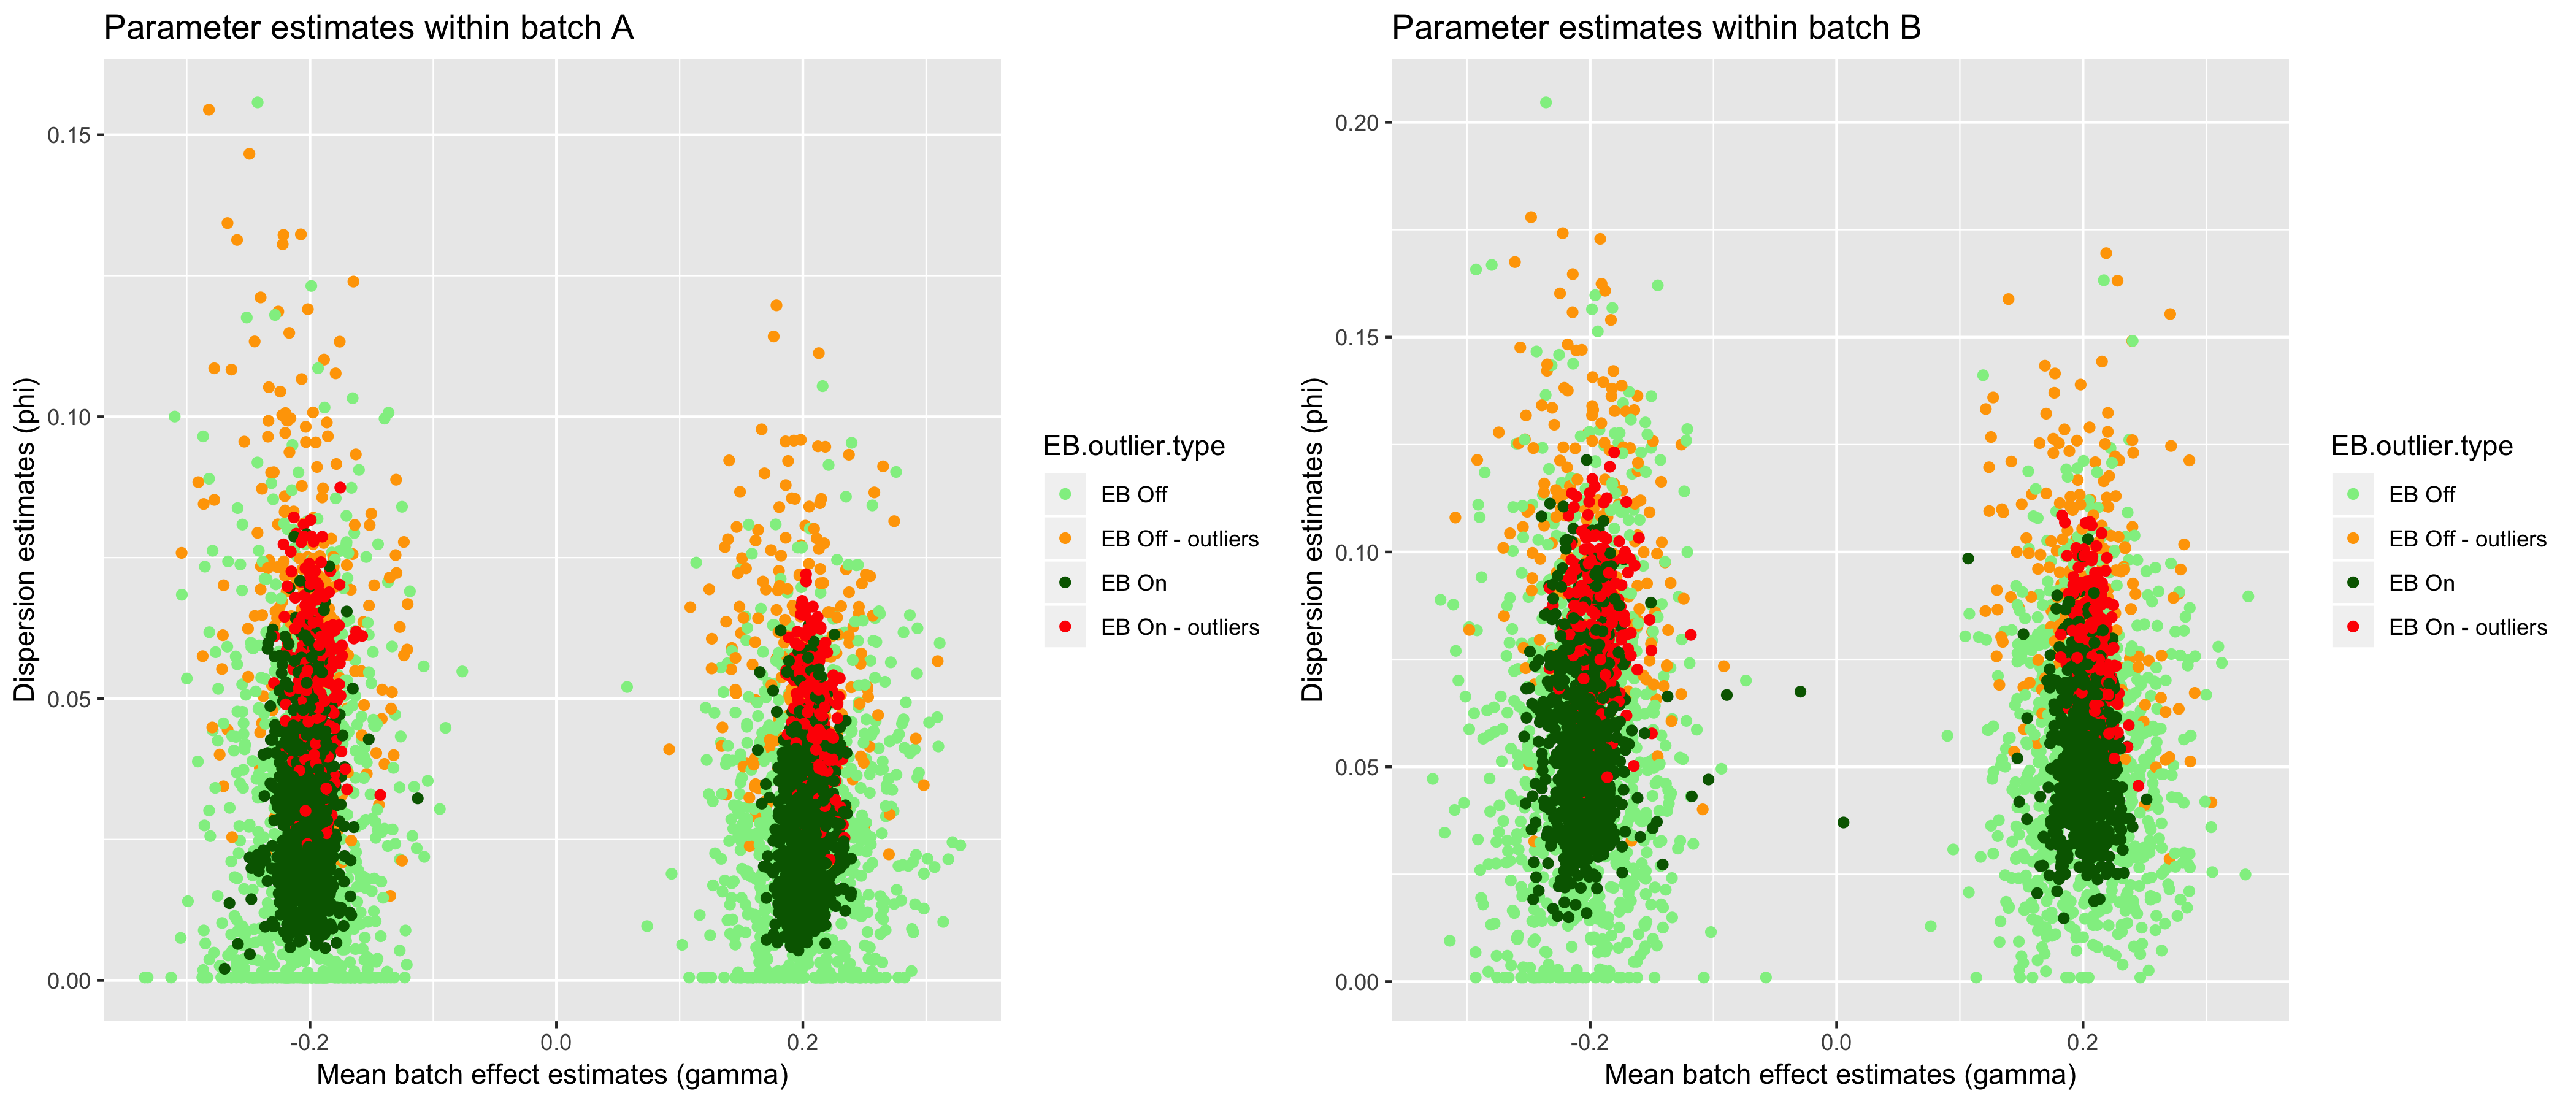 Parameter estimates within batch A
Dispersion estimates (phi)
0.15
0.10
0.05
0.00
-0.2
0.0
0.2
Mean batch effect estimates (gamma)
EB.outlier.type
EB Off
EB Off - outliers
EB On
EB On - outliers
Parameter estimates within batch B
Dispersion estimates (phi)
0.20
0.15
0.10
0.05
0.00
-0.2
0.0
0.2
Mean batch effect estimates (gamma)
EB.outlier.type
EB Off
EB Off - outliers
EB On
EB On - outliers